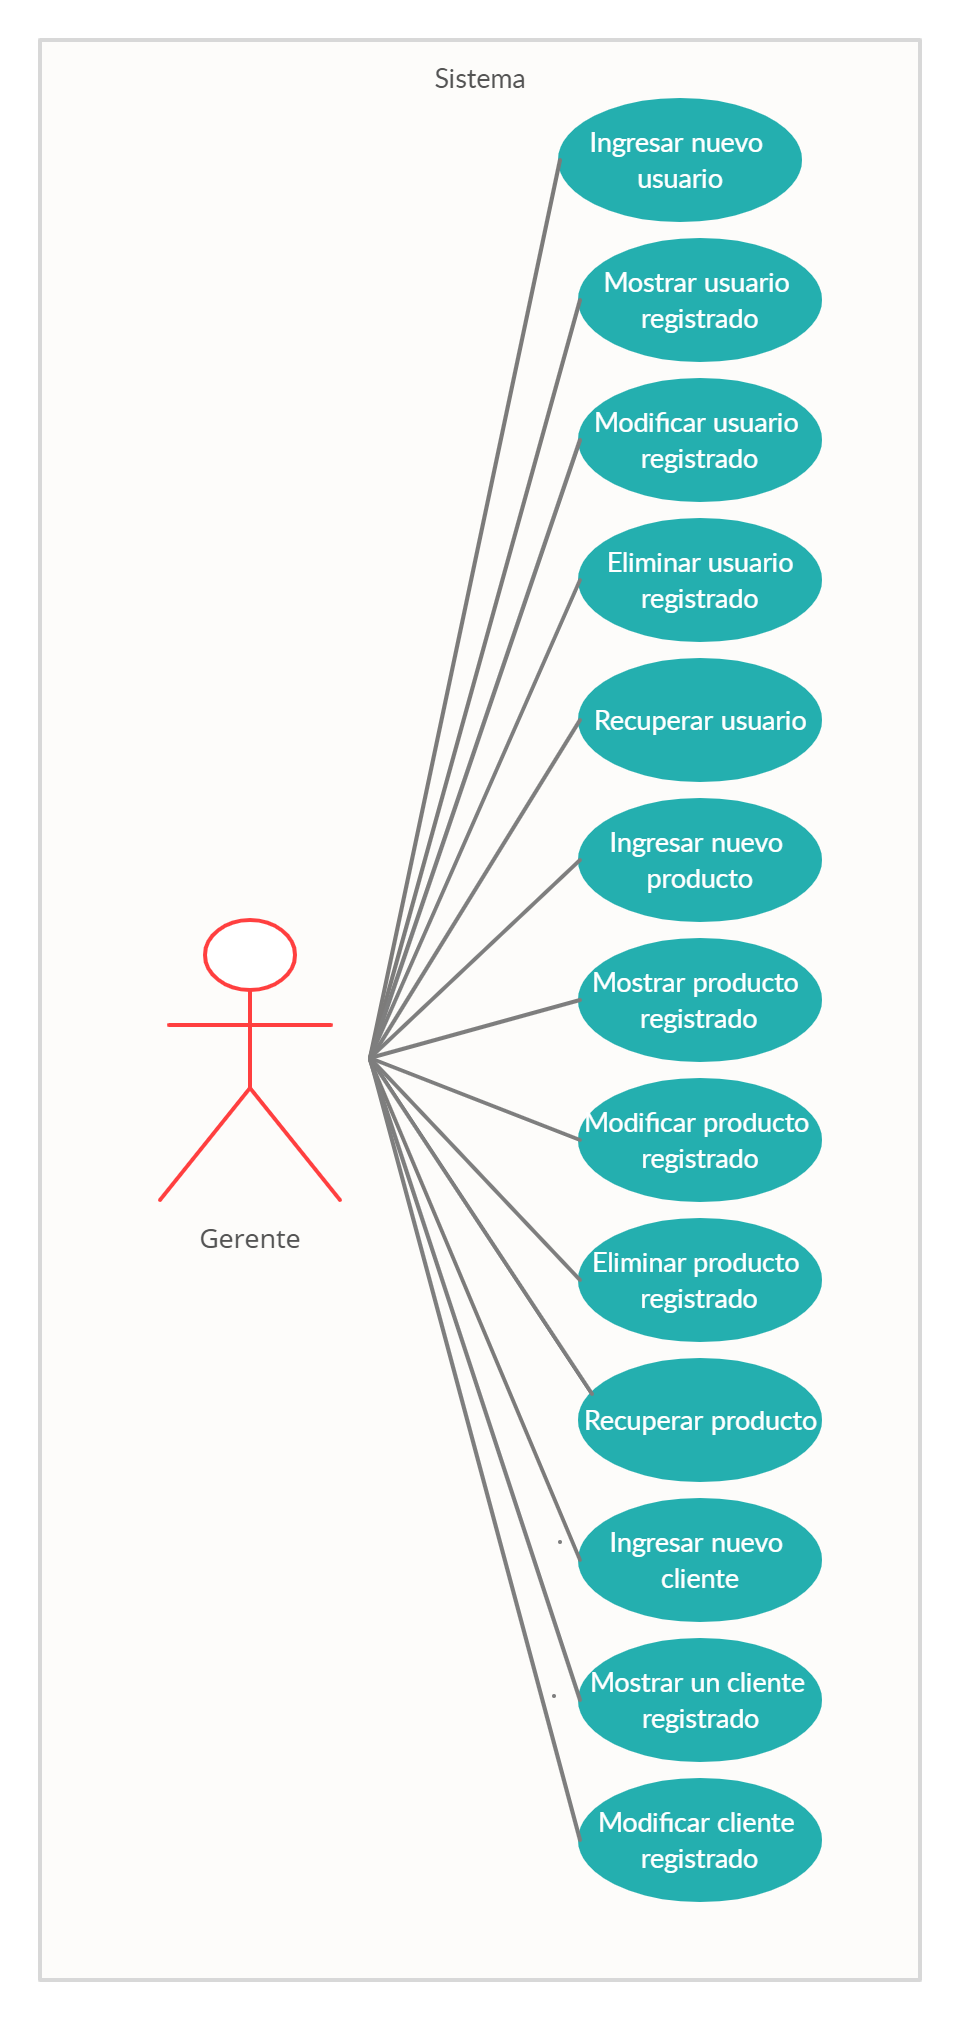 Sistema
Ingresar nuevo
usuario
Mostrar usuario
registrado
Modificar usuario
registrado
Eliminar usuario
registrado
Recuperar usuario
Ingresar nuevo
producto
Mostrar producto
registrado
Modificar producto
registrado
Gerente
Eliminar producto
registrado
Recuperar producto
Ingresar nuevo
cliente
Mostrar un cliente
registrado
Modificar cliente
registrado